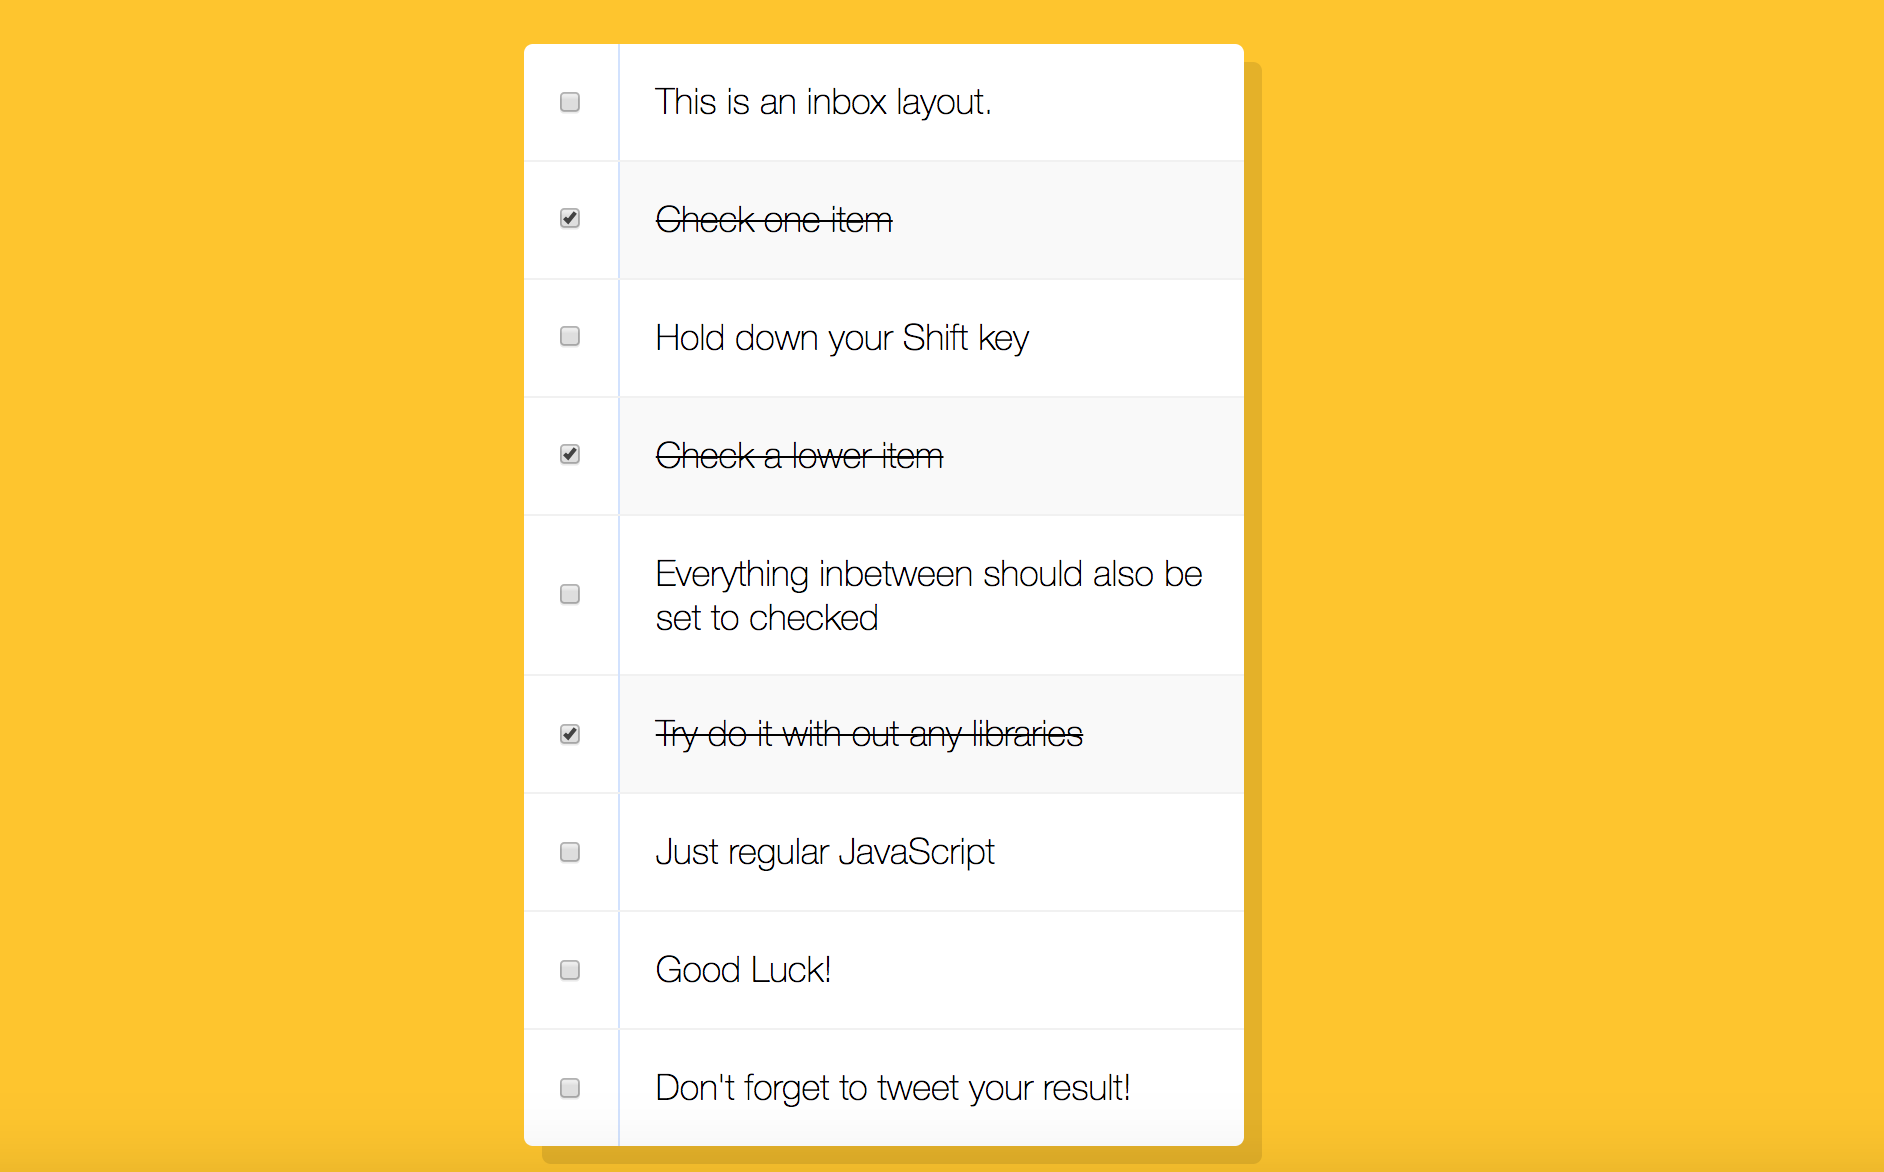 This is an inbox layout.
Check one item
Hold down your Shift key
Check a lower item
Everything inbetween should also be
set to checked
Try do it with out any libraries
Just regular JavaScript
Good Luck!
Don't forget to tweet your result!